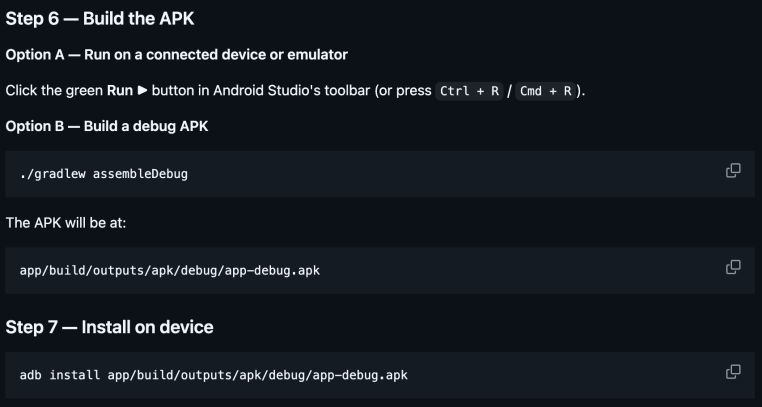 Step 6 — Build the APK
Option A — Run on a connected device or emulator
Click the green Run ▶ button in Android Studio's toolbar (or press Ctrl + R / Cmd + R).
Option B — Build a debug APK
./gradlew assembleDebug
The APK will be at:
app/build/outputs/apk/debug/app-debug.apk
Step 7 — Install on device
adb install app/build/outputs/apk/debug/app-debug.apk